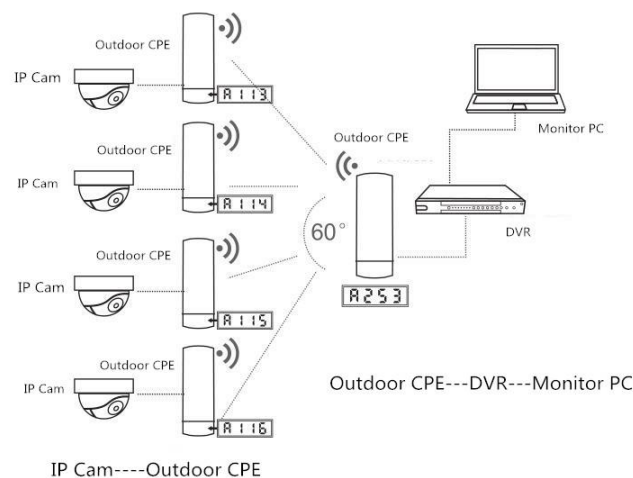 Outdoor CPE
IP Cam
A113
Outdoor CPE
IP Cam
A114
Outdoor CPE
IP Cam
A115
Outdoor CPE
IP Cam
A116
IP Cam----Outdoor CPE
Outdoor CPE
60°
A253
Monitor PC
DVR
Outdoor CPE---DVR---Monitor PC